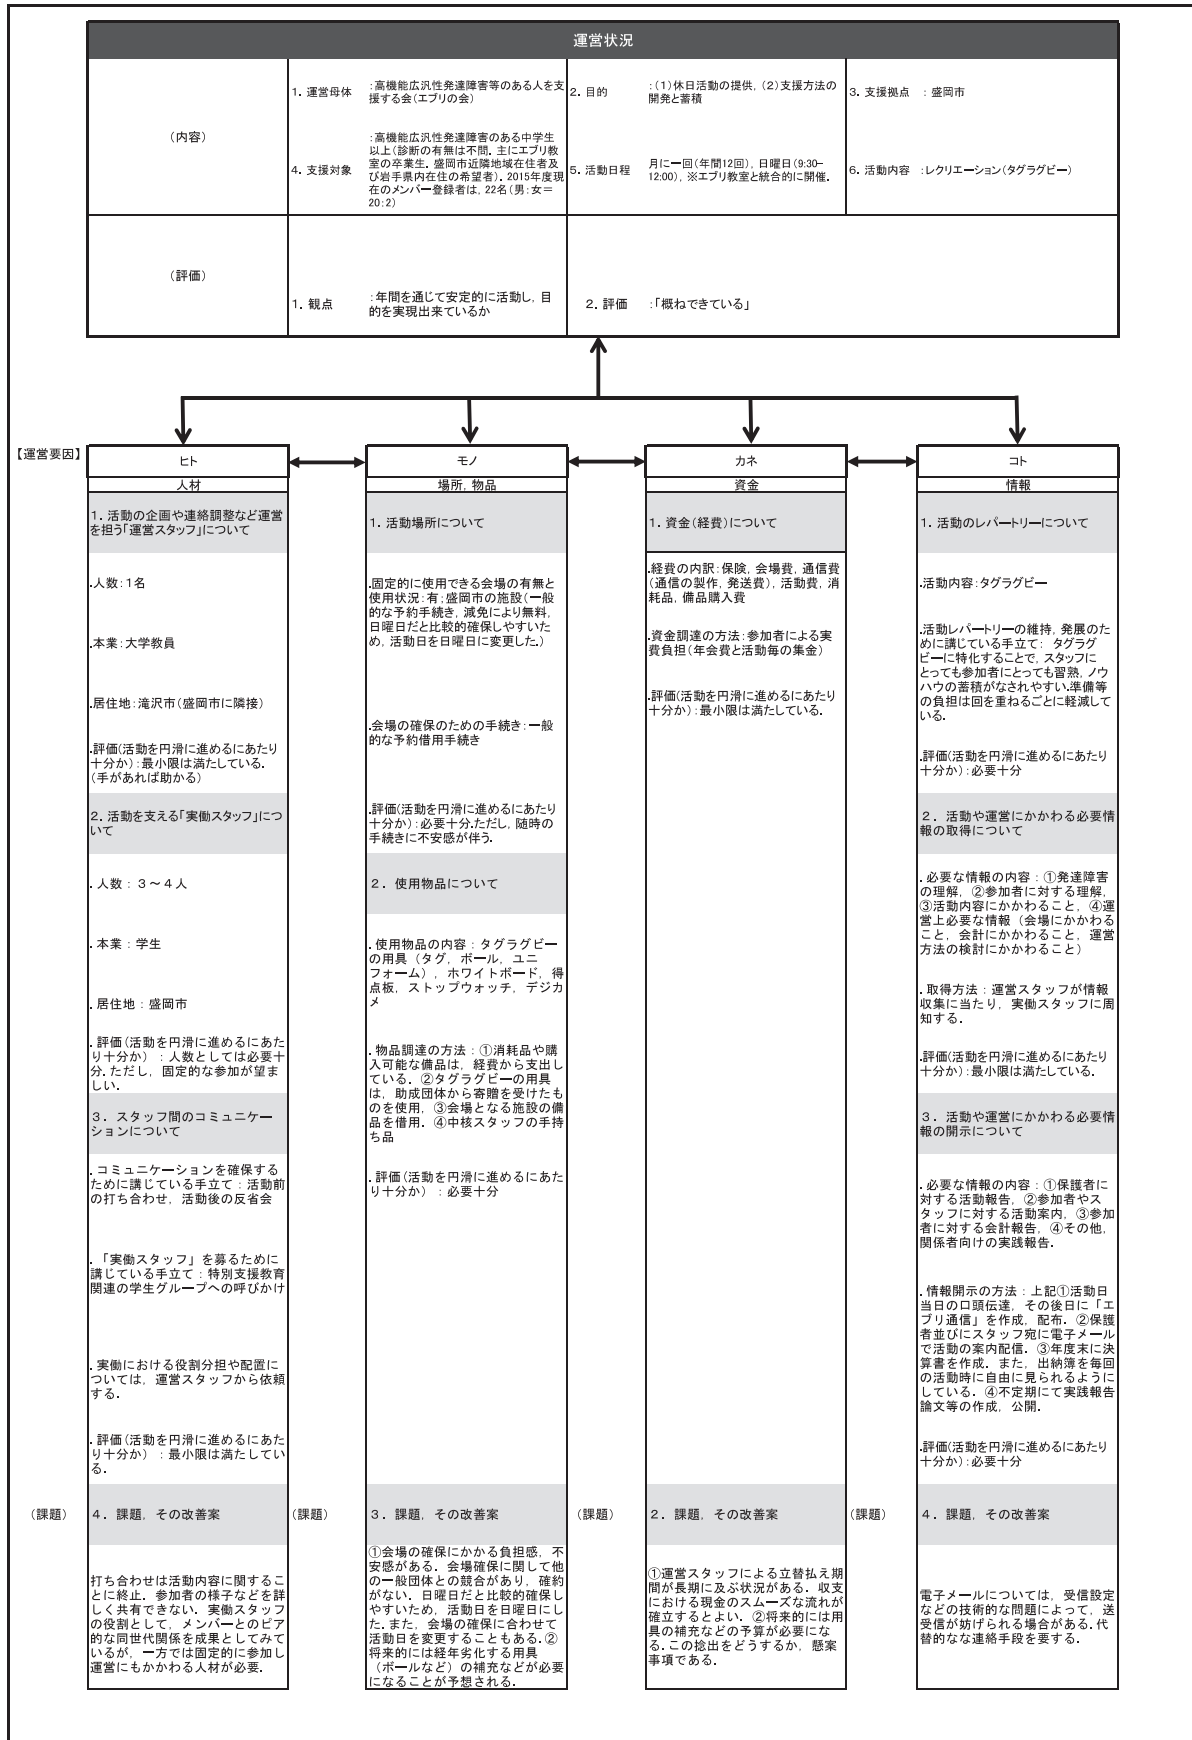 運営状況
(内容)
1. 運営母体
:高機能広汎性発達障害等のある人を支
援する会(エブリの会)
2. 目的
:(1)休日活動の提供,(2)支援方法の
開発と蓄積
3. 支援拠点 : 盛岡市
4. 支援対象
:高機能広汎性発達障害のある中学生
以上(診断の有無は不問. 主にエブリ教
室の卒業生. 盛岡市近隣地域在住者及
び岩手県内在住の希望者). 2015年度現
在のメンバー登録者は, 22名(男:女=
20:2)
5. 活動日程
月に一回(年間12回), 日曜日(9:30-
12:00), ※エブリ教室と統合的に開催.
6. 活動内容 :レクリエーション(タグラグビー)
(評価)
1. 観点
:年間を通じて安定的に活動し, 目
的を実現出来ているか
2. 評価 :「概ねできている」
【運営要因】
ヒト
人材
1. 活動の企画や連絡調整など運営
を担う「運営スタッフ」について
.人数:1名
.本業:大学教員
.居住地:滝沢市(盛岡市に隣接)
.評価(活動を円滑に進めるにあたり
十分か):最小限は満たしている.
(手があれば助かる)
2. 活動を支える「実働スタッフ」につ
いて
. 人数:3~4人
. 本業:学生
. 居住地:盛岡市
. 評価(活動を円滑に進めるにあた
り十分か) :人数としては必要十
分. ただし, 固定的な参加が望ま
しい.
3. スタッフ間のコミュニケー
ションについて
. コミュニケーションを確保する
ために講じている手立て:活動前
の打ち合わせ, 活動後の反省会
. 「実働スタッフ」を募るために
講じている手立て:特別支援教育
関連の学生グループへの呼びかけ
. 実働における役割分担や配置に
ついては, 運営スタッフから依頼
する.
. 評価(活動を円滑に進めるにあた
り十分か) :最小限は満たしてい
る.
(課題)
4. 課題, その改善案
打ち合わせは活動内容に関するこ
とに終止. 参加者の様子などを詳
しく共有できない. 実働スタッフ
の役割として, メンバーとのピア
的な同世代関係を成果としてみて
いるが, 一方では固定的に参加し
運営にもかかわる人材が必要.
モノ
場所, 物品
1. 活動場所について
.固定的に使用できる会場の有無と
使用状況:有;盛岡市の施設(一般
的な予約手続き, 減免により無料,
日曜日だと比較的確保しやすいた
め, 活動日を日曜日に変更した.)
.会場の確保のための手続き:一般
的な予約借用手続き
.評価(活動を円滑に進めるにあたり
十分か):必要十分.ただし, 随時の
手続きに不安感が伴う.
2. 使用物品について
. 使用物品の内容:タグラグビー
の用具(タグ, ボール, ユニ
フォーム), ホワイトボード, 得
点板, ストップウォッチ, デジカ
メ
. 物品調達の方法:①消耗品や購
入可能な備品は, 経費から支出し
ている. ②タグラグビーの用具
は, 助成団体から寄贈を受けたも
のを使用, ③会場となる施設の備
品を借用. ④中核スタッフの手持
ち品
. 評価(活動を円滑に進めるにあた
り十分か) :必要十分
(課題)
3. 課題, その改善案
①会場の確保にかかる負担感, 不
安感がある. 会場確保に関して他
の一般団体との競合があり, 確約
がない. 日曜日だと比較的確保し
やすいため, 活動日を日曜日にし
た. また, 会場の確保に合わせて
活動日を変更することもある. ②
将来的には経年劣化する用具
(ボールなど)の補充などが必要
になることが予想される.
カネ
資金
1. 資金(経費)について
.経費の内訳:保険, 会場費, 通信費
(通信の製作, 発送費), 活動費, 消
耗品, 備品購入費
.資金調達の方法:参加者による実
費負担(年会費と活動毎の集金)
.評価(活動を円滑に進めるにあたり
十分か):最小限は満たしている.
(課題)
2. 課題, その改善案
①運営スタッフによる立替払え期
間が長期に及ぶ状況がある. 収支
における現金のスムーズな流れが
確立するとよい. ②将来的には用
具の補充などの予算が必要にな
る. この捻出をどうするか, 懸案
事項である.
コト
情報
1. 活動のレパートリーについて
.活動内容:タグラグビー
.活動レパートリーの維持, 発展のた
めに講じている手立て: タグラグ
ビーに特化することで, スタッフに
とっても参加者にとっても習熟, ノウ
ハウの蓄積がなされやすい.準備等
の負担は回を重ねるごとに軽減して
いる.
.評価(活動を円滑に進めるにあたり
十分か):必要十分
2. 活動や運営にかかわる必要情
報の取得について
. 必要な情報の内容:①発達障害
の理解, ②参加者に対する理解,
③活動内容にかかわること, ④運
営上必要な情報(会場にかかわる
こと, 会計にかかわること, 運営
方法の検討にかかわること)
. 取得方法:運営スタッフが情報
収集に当たり, 実働スタッフに周
知する.
.評価(活動を円滑に進めるにあたり
十分か):最小限は満たしている.
3. 活動や運営にかかわる必要情
報の開示について
. 必要な情報の内容:①保護者に
対する活動報告, ②参加者やス
タッフに対する活動案内, ③参加
者に対する会計報告, ④その他,
関係者向けの実践報告.
. 情報開示の方法:上記①活動日
当日の口頭伝達, その後日に「エ
ブリ通信」を作成, 配布. ②保護
者並びにスタッフ宛に電子メール
で活動の案内配信. ③年度末に決
算書を作成. また, 出納簿を毎回
の活動時に自由に見られるように
している. ④不定期にて実践報告
論文等の作成, 公開.
.評価(活動を円滑に進めるにあたり
十分か):必要十分
(課題)
4. 課題, その改善案
電子メールについては, 受信設定
などの技術的な問題によって, 送
受信が妨げられる場合がある. 代
替的なな連絡手段を要する.